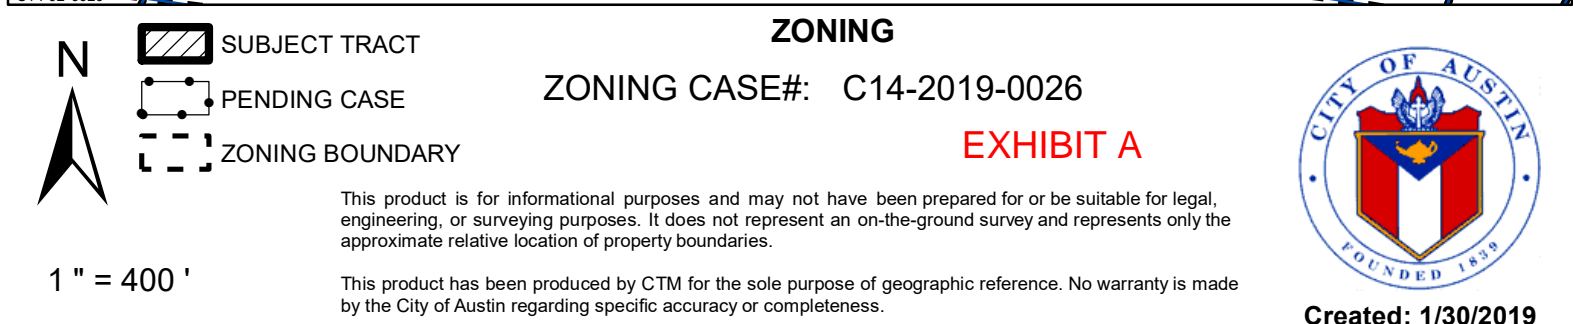 ZONING
SUBJECT TRACT
PENDING CASE
ZONING BOUNDARY
N
1 " = 400 '
ZONING CASE#: C14-2019-0026
EXHIBIT A
This product is for informational purposes and may not have been prepared for or be suitable for legal,
engineering, or surveying purposes. It does not represent an on-the-ground survey and represents only the
approximate relative location of property boundaries.
This product has been produced by CTM for the sole purpose of geographic reference. No warranty is made
by the City of Austin regarding specific accuracy or completeness.
CITY OF AUSTIN
FOUNDED 1839
Created: 1/30/2019